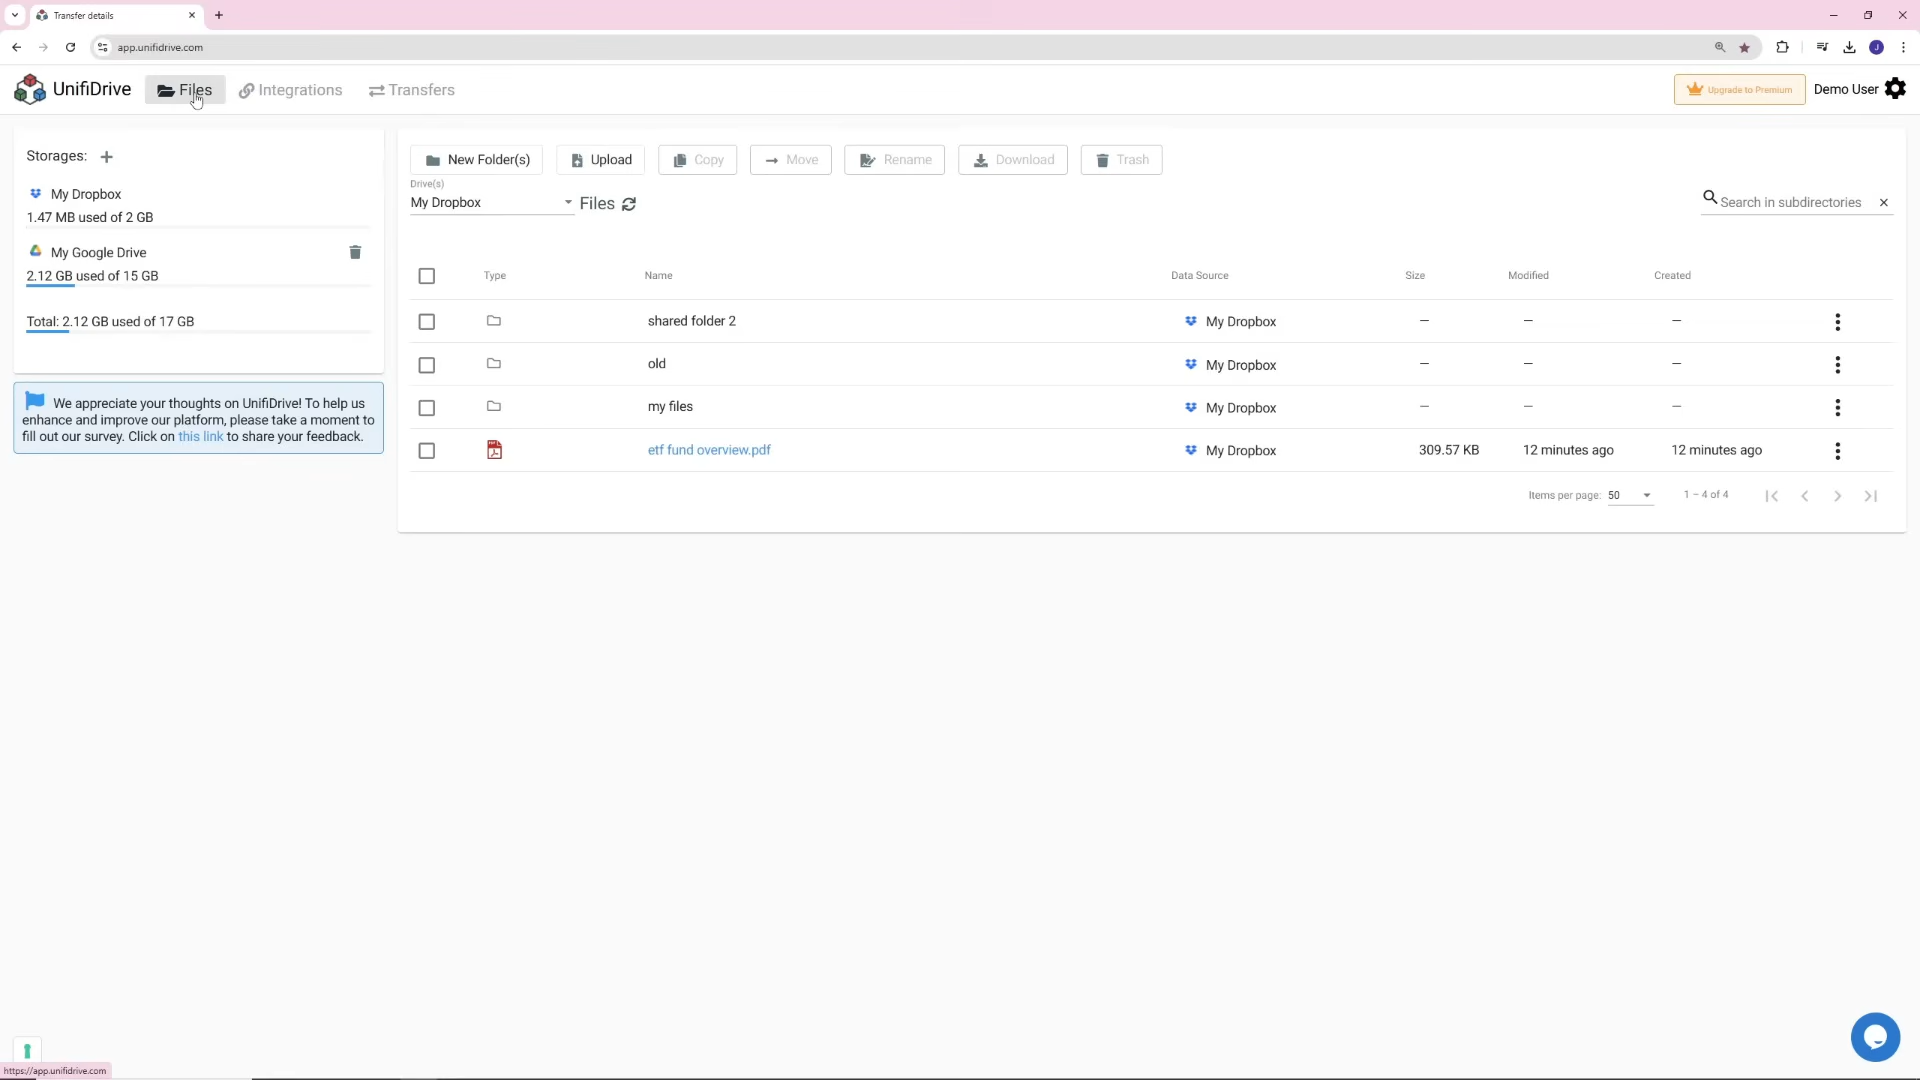 Transfer details
app.unifidrive.com
UnifiDrive
Files
Integrations
Transfers
Upgrade to Premium
Demo User
J
Storages:
My Dropbox
1.47 MB used of 2 GB
My Google Drive
2.12 GB used of 15 GB
Total: 2.12 GB used of 17 GB
We appreciate your thoughts on UnifiDrive! To help us
enhance and improve our platform, please take a moment to
fill out our survey. Click on this link to share your feedback.
New Folder(s)
Upload
Copy
Move
Rename
Download
Trash
Drive(s)
My Dropbox
Files
Search in subdirectories
Type Name Data Source Size Modified Created
shared folder 2 My Dropbox — — —
old My Dropbox — — —
my files My Dropbox — — —
etf fund overview.pdf My Dropbox 309.57 KB 12 minutes ago 12 minutes ago
Items per page: 50 1 – 4 of 4
https://app.unifidrive.com